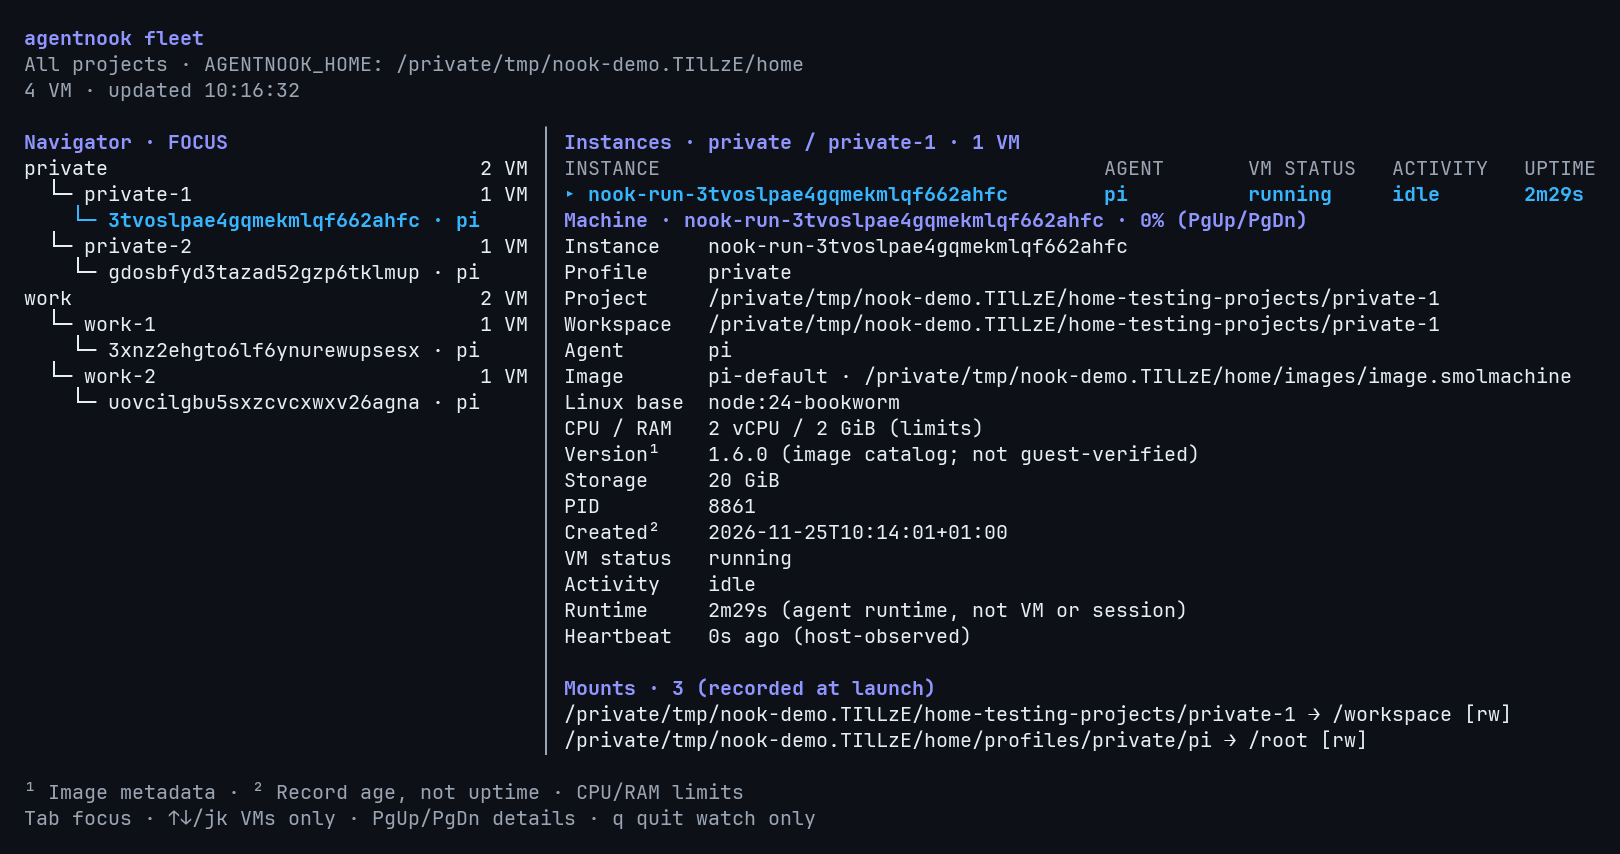 agentnook fleet
All projects · AGENTNOOK_HOME: /private/tmp/nook-demo.TIlLzE/home
4 VM · updated 10:16:32
Navigator · FOCUS
private 2 VM
└─ private-1 1 VM
└─ 3tvoslpae4gqmekmlqf662ahfc · pi
└─ private-2 1 VM
└─ gdosbfyd3tazad52gzp6tklmup · pi
work 2 VM
└─ work-1 1 VM
└─ 3xnz2ehgto6lf6ynurewupsesx · pi
└─ work-2 1 VM
└─ uovcilgbu5sxzcvcxwxv26agna · pi
Instances · private / private-1 · 1 VM
INSTANCE AGENT VM STATUS ACTIVITY UPTIME
▸ nook-run-3tvoslpae4gqmekmlqf662ahfc pi running idle 2m29s
Machine · nook-run-3tvoslpae4gqmekmlqf662ahfc · 0% (PgUp/PgDn)
Instance nook-run-3tvoslpae4gqmekmlqf662ahfc
Profile private
Project /private/tmp/nook-demo.TIlLzE/home-testing-projects/private-1
Workspace /private/tmp/nook-demo.TIlLzE/home-testing-projects/private-1
Agent pi
Image pi-default · /private/tmp/nook-demo.TIlLzE/home/images/image.smolmachine
Linux base node:24-bookworm
CPU / RAM 2 vCPU / 2 GiB (limits)
Version¹ 1.6.0 (image catalog; not guest-verified)
Storage 20 GiB
PID 8861
Created² 2026-11-25T10:14:01+01:00
VM status running
Activity idle
Runtime 2m29s (agent runtime, not VM or session)
Heartbeat 0s ago (host-observed)
Mounts · 3 (recorded at launch)
/private/tmp/nook-demo.TIlLzE/home-testing-projects/private-1 → /workspace [rw]
/private/tmp/nook-demo.TIlLzE/home/profiles/private/pi → /root [rw]
¹ Image metadata · ² Record age, not uptime · CPU/RAM limits
Tab focus · ↑↓/jk VMs only · PgUp/PgDn details · q quit watch only